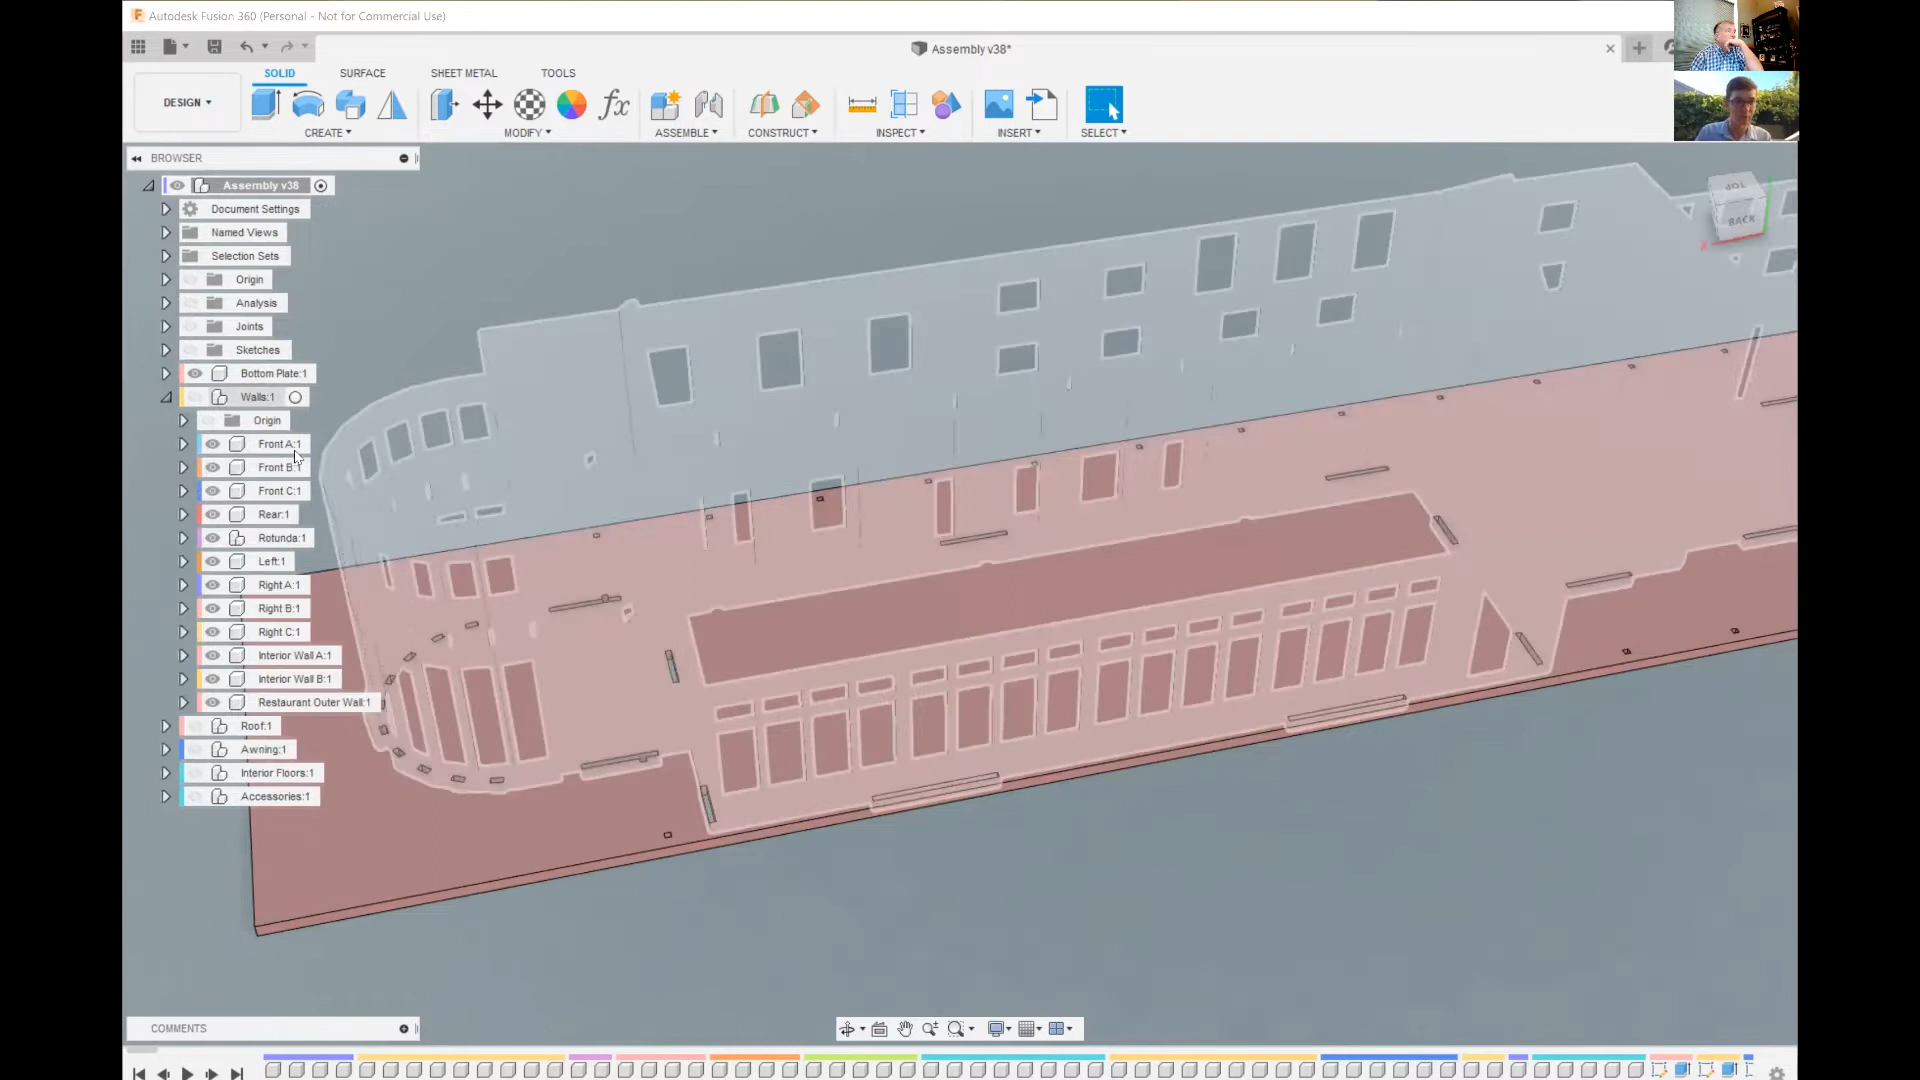 Autodesk Fusion 360 (Personal - Not for Commercial Use)
Assembly v38*
SOLID SURFACE SHEET METAL TOOLS
DESIGN
CREATE MODIFY ASSEMBLE CONSTRUCT INSPECT INSERT SELECT
BROWSER
Assembly v38
Document Settings
Named Views
Selection Sets
Origin
Analysis
Joints
Sketches
Bottom Plate:1
Walls:1
Origin
Front A:1
Front B:1
Front C:1
Rear:1
Rotunda:1
Left:1
Right A:1
Right B:1
Right C:1
Interior Wall A:1
Interior Wall B:1
Restaurant Outer Wall:1
Roof:1
Awning:1
Interior Floors:1
Accessories:1
TOP
BACK
X
COMMENTS